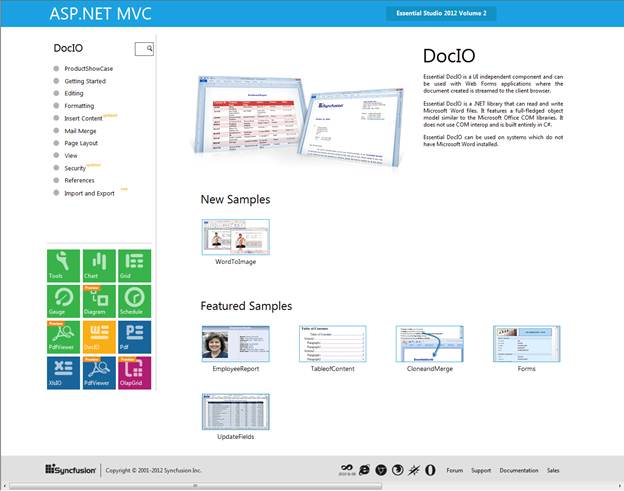 ASP.NET MVC
Essential Studio 2012 Volume 2
DocIO
ProductShowCase
Getting Started
Editing
Formatting
Insert Content updated
Mail Merge
Page Layout
View
Security updated
References
Import and Export new
DocIO
Essential DocIO is a UI independent component and can
be used with Web Forms applications where the
document created is streamed to the client browser.
Essential DocIO is a .NET library that can read and write
Microsoft Word files. It features a full-fledged object
model similar to the Microsoft Office COM libraries. It
does not use COM interop and is built entirely in C#.
Essential DocIO can be used on systems which do not
have Microsoft Word installed.
Syncfusion
New Samples
WordToImage
Tools
Chart
Grid
Gauge
Preview
Diagram
Schedule
Preview
PdfViewer
DocIO
Pdf
XlsIO
Preview
PdfViewer
OlapGrid
Featured Samples
EmployeeReport
Table of Contents
TableofContent
CloneandMerge
Forms
UpdateFields
Syncfusion
Copyright © 2001-2012 Syncfusion Inc.
Forum
Support
Documentation
Sales